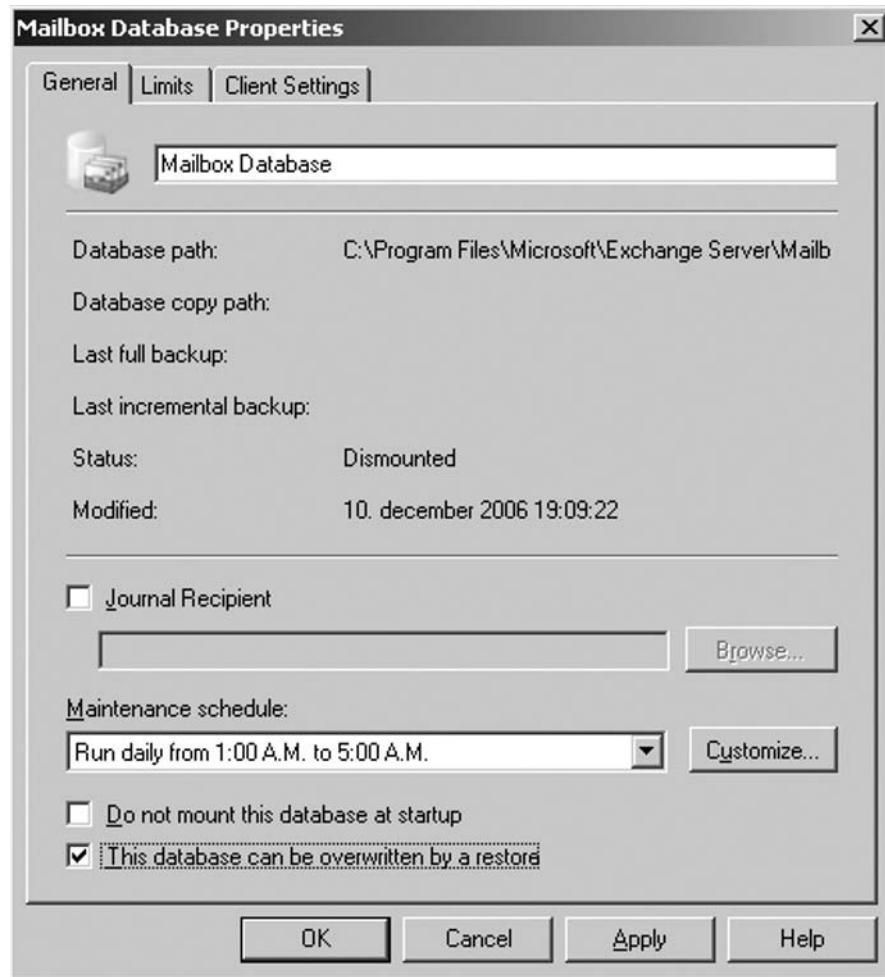 Mailbox Database Properties
General Limits Client Settings
Mailbox Database
Database path: C:\Program Files\Microsoft\Exchange Server\Mailb
Database copy path:
Last full backup:
Last incremental backup:
Status: Dismounted
Modified: 10. december 2006 19:09:22
Journal Recipient
Browse...
Maintenance schedule:
Run daily from 1:00 A.M. to 5:00 A.M. Customize...
Do not mount this database at startup
This database can be overwritten by a restore
OK Cancel Apply Help